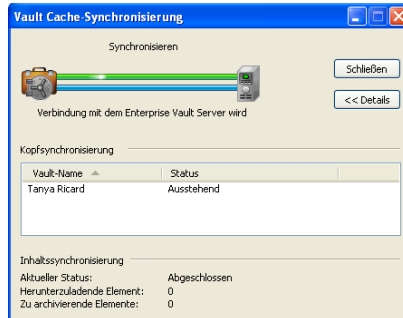 Vault Cache-Synchronisierung
Synchronisieren
Schließen
<< Details
Verbindung mit dem Enterprise Vault Server wird
Kopfsynchronisierung
Vault-Name Status
Tanya Ricard Ausstehend
Inhaltssynchronisierung
Aktueller Status: Abgeschlossen
Herunterzuladende Element: 0
Zu archivierende Elemente: 0